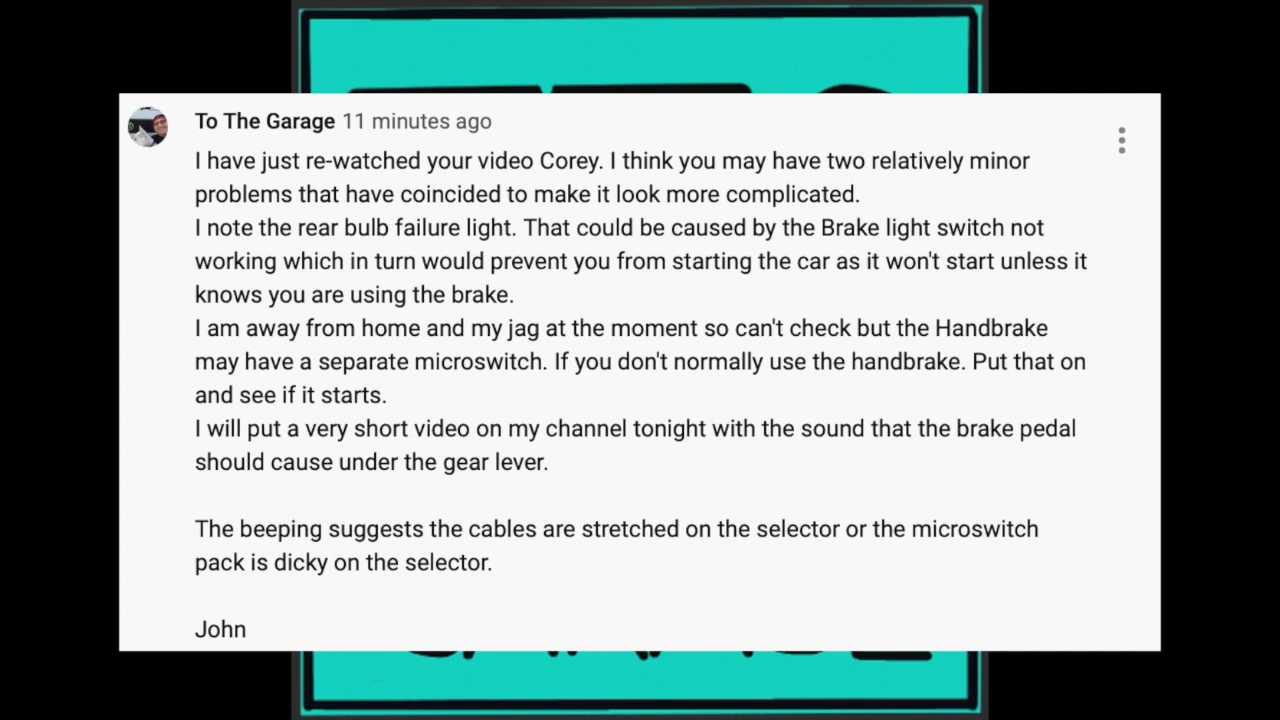 To The Garage 11 minutes ago
I have just re-watched your video Corey. I think you may have two relatively minor
problems that have coincided to make it look more complicated.
I note the rear bulb failure light. That could be caused by the Brake light switch not
working which in turn would prevent you from starting the car as it won't start unless it
knows you are using the brake.
I am away from home and my jag at the moment so can't check but the Handbrake
may have a separate microswitch. If you don't normally use the handbrake. Put that on
and see if it starts.
I will put a very short video on my channel tonight with the sound that the brake pedal
should cause under the gear lever.
The beeping suggests the cables are stretched on the selector or the microswitch
pack is dicky on the selector.
John